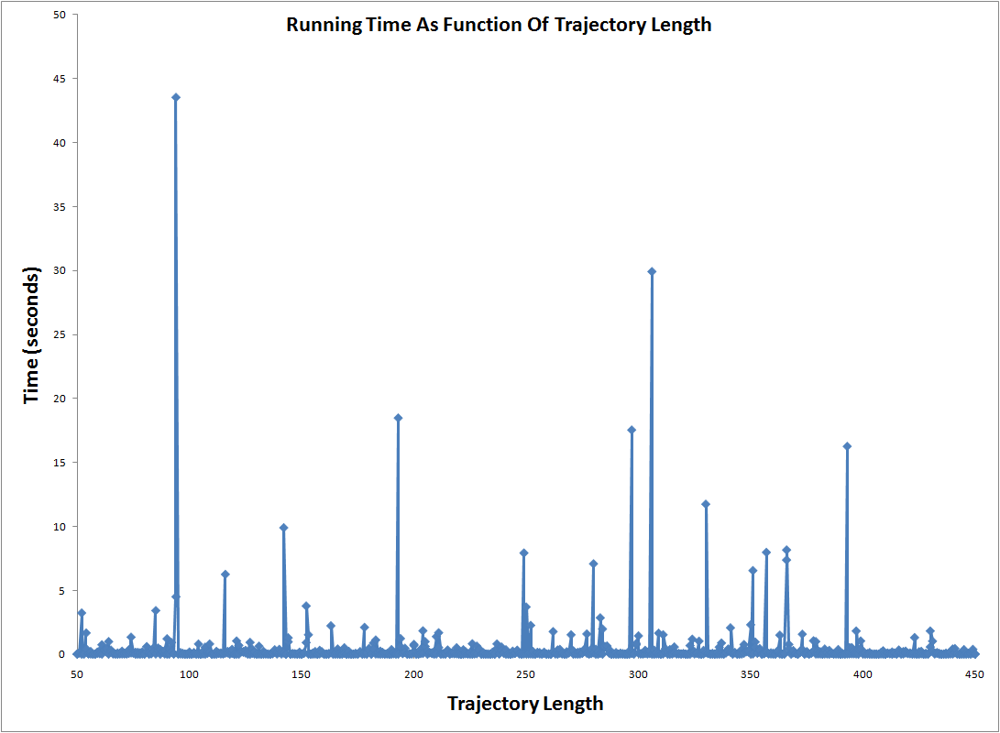 Running Time As Function Of Trajectory Length
50
45
40
35
30
25
20
15
10
5
0
Time (seconds)
50 100 150 200 250 300 350 400 450
Trajectory Length